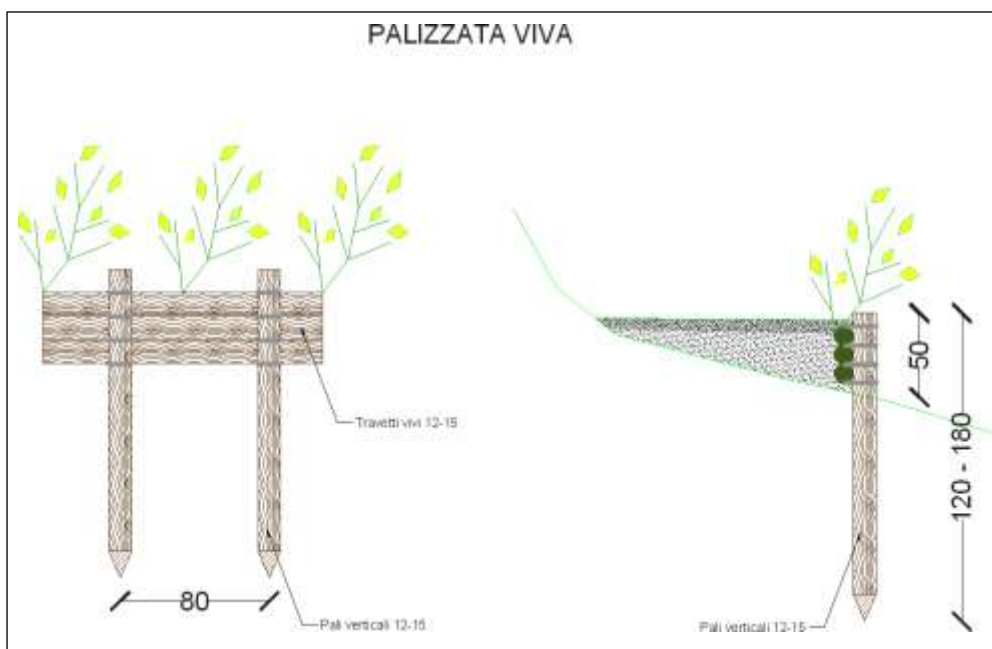 PALIZZATA VIVA
Travetti vivi 12-15
80
Pali verticali 12-15
50
120 - 180
Pali verticali 12-15